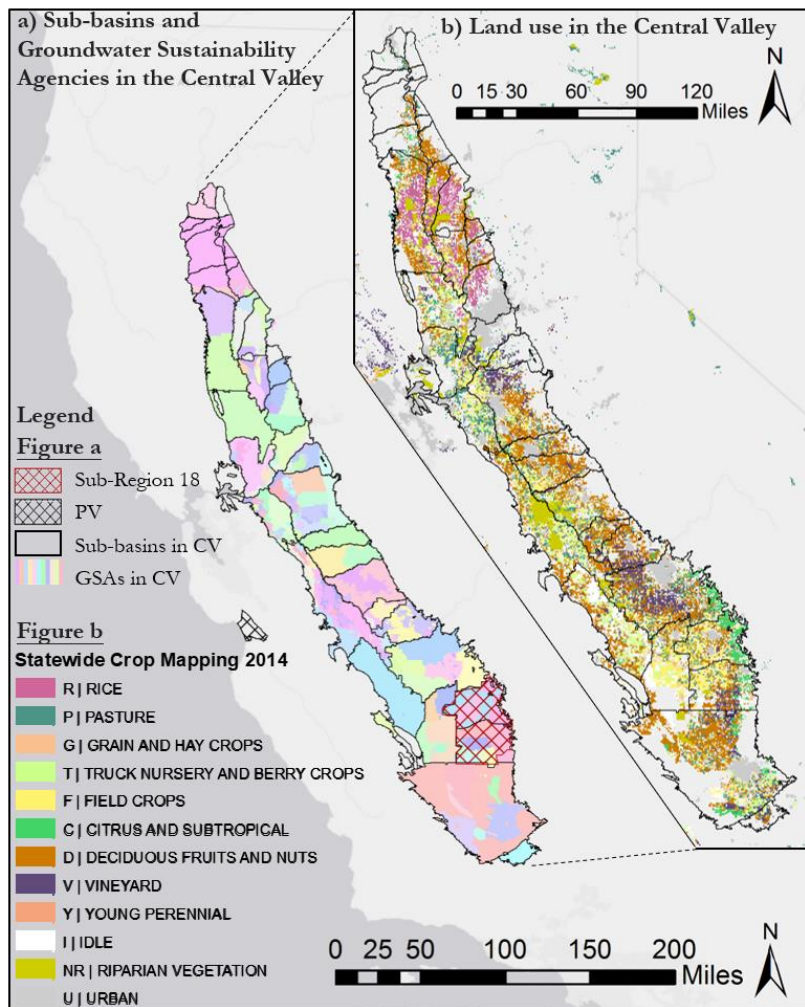 a) Sub-basins and
Groundwater Sustainability
Agencies in the Central Valley
b) Land use in the Central Valley
0 15 30 60 90 120
Miles
N
Legend
Figure a
Sub-Region 18
PV
Sub-basins in CV
GSAs in CV
Figure b
Statewide Crop Mapping 2014
R | RICE
P | PASTURE
G | GRAIN AND HAY CROPS
T | TRUCK NURSERY AND BERRY CROPS
F | FIELD CROPS
C | CITRUS AND SUBTROPICAL
D | DECIDUOUS FRUITS AND NUTS
V | VINEYARD
Y | YOUNG PERENNIAL
I | IDLE
NR | RIPARIAN VEGETATION
U | URBAN
0 25 50 100 150 200
Miles
N